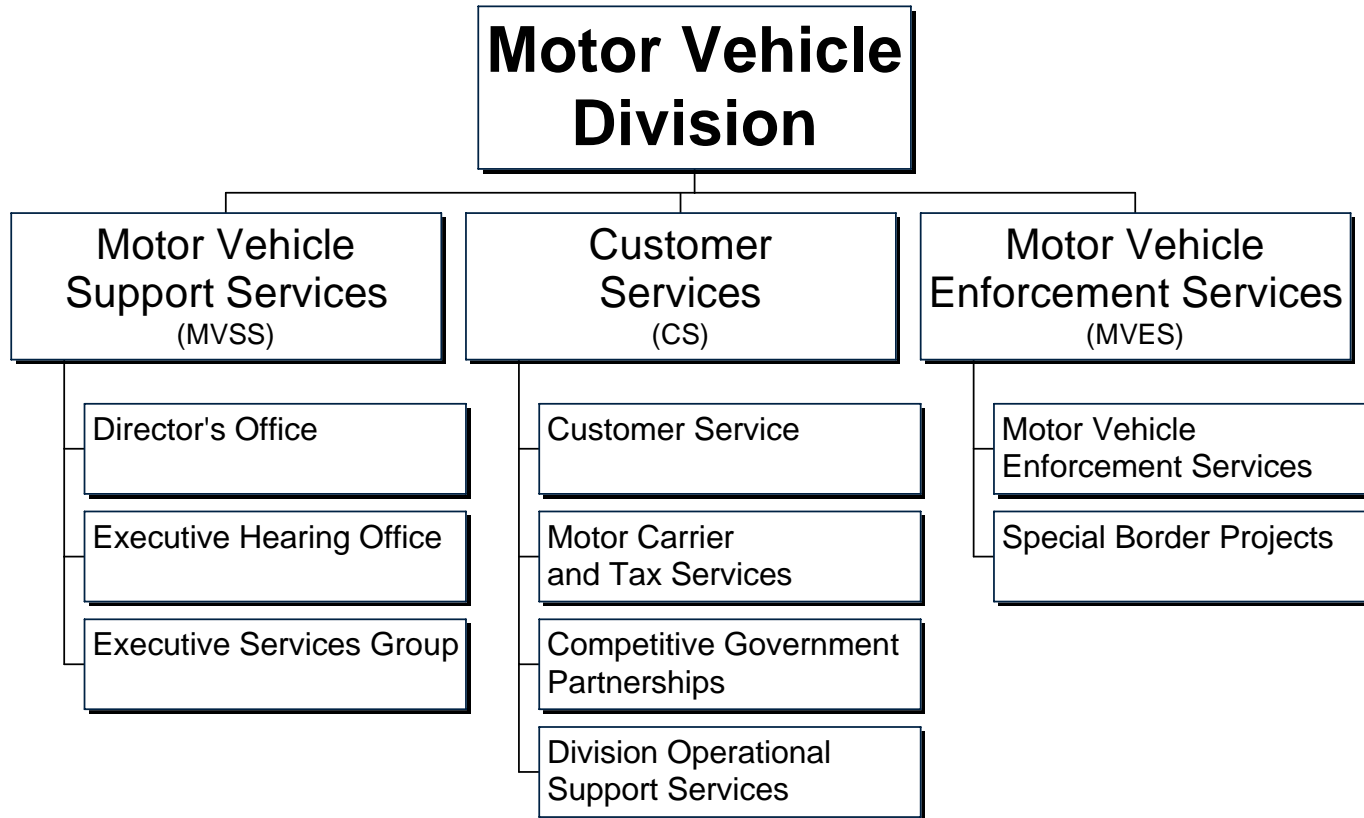 Motor Vehicle
Division
Motor Vehicle
Support Services
(MVSS)
Customer
Services
(CS)
Motor Vehicle
Enforcement Services
(MVES)
Director's Office
Executive Hearing Office
Executive Services Group
Customer Service
Motor Carrier
and Tax Services
Competitive Government
Partnerships
Division Operational
Support Services
Motor Vehicle
Enforcement Services
Special Border Projects